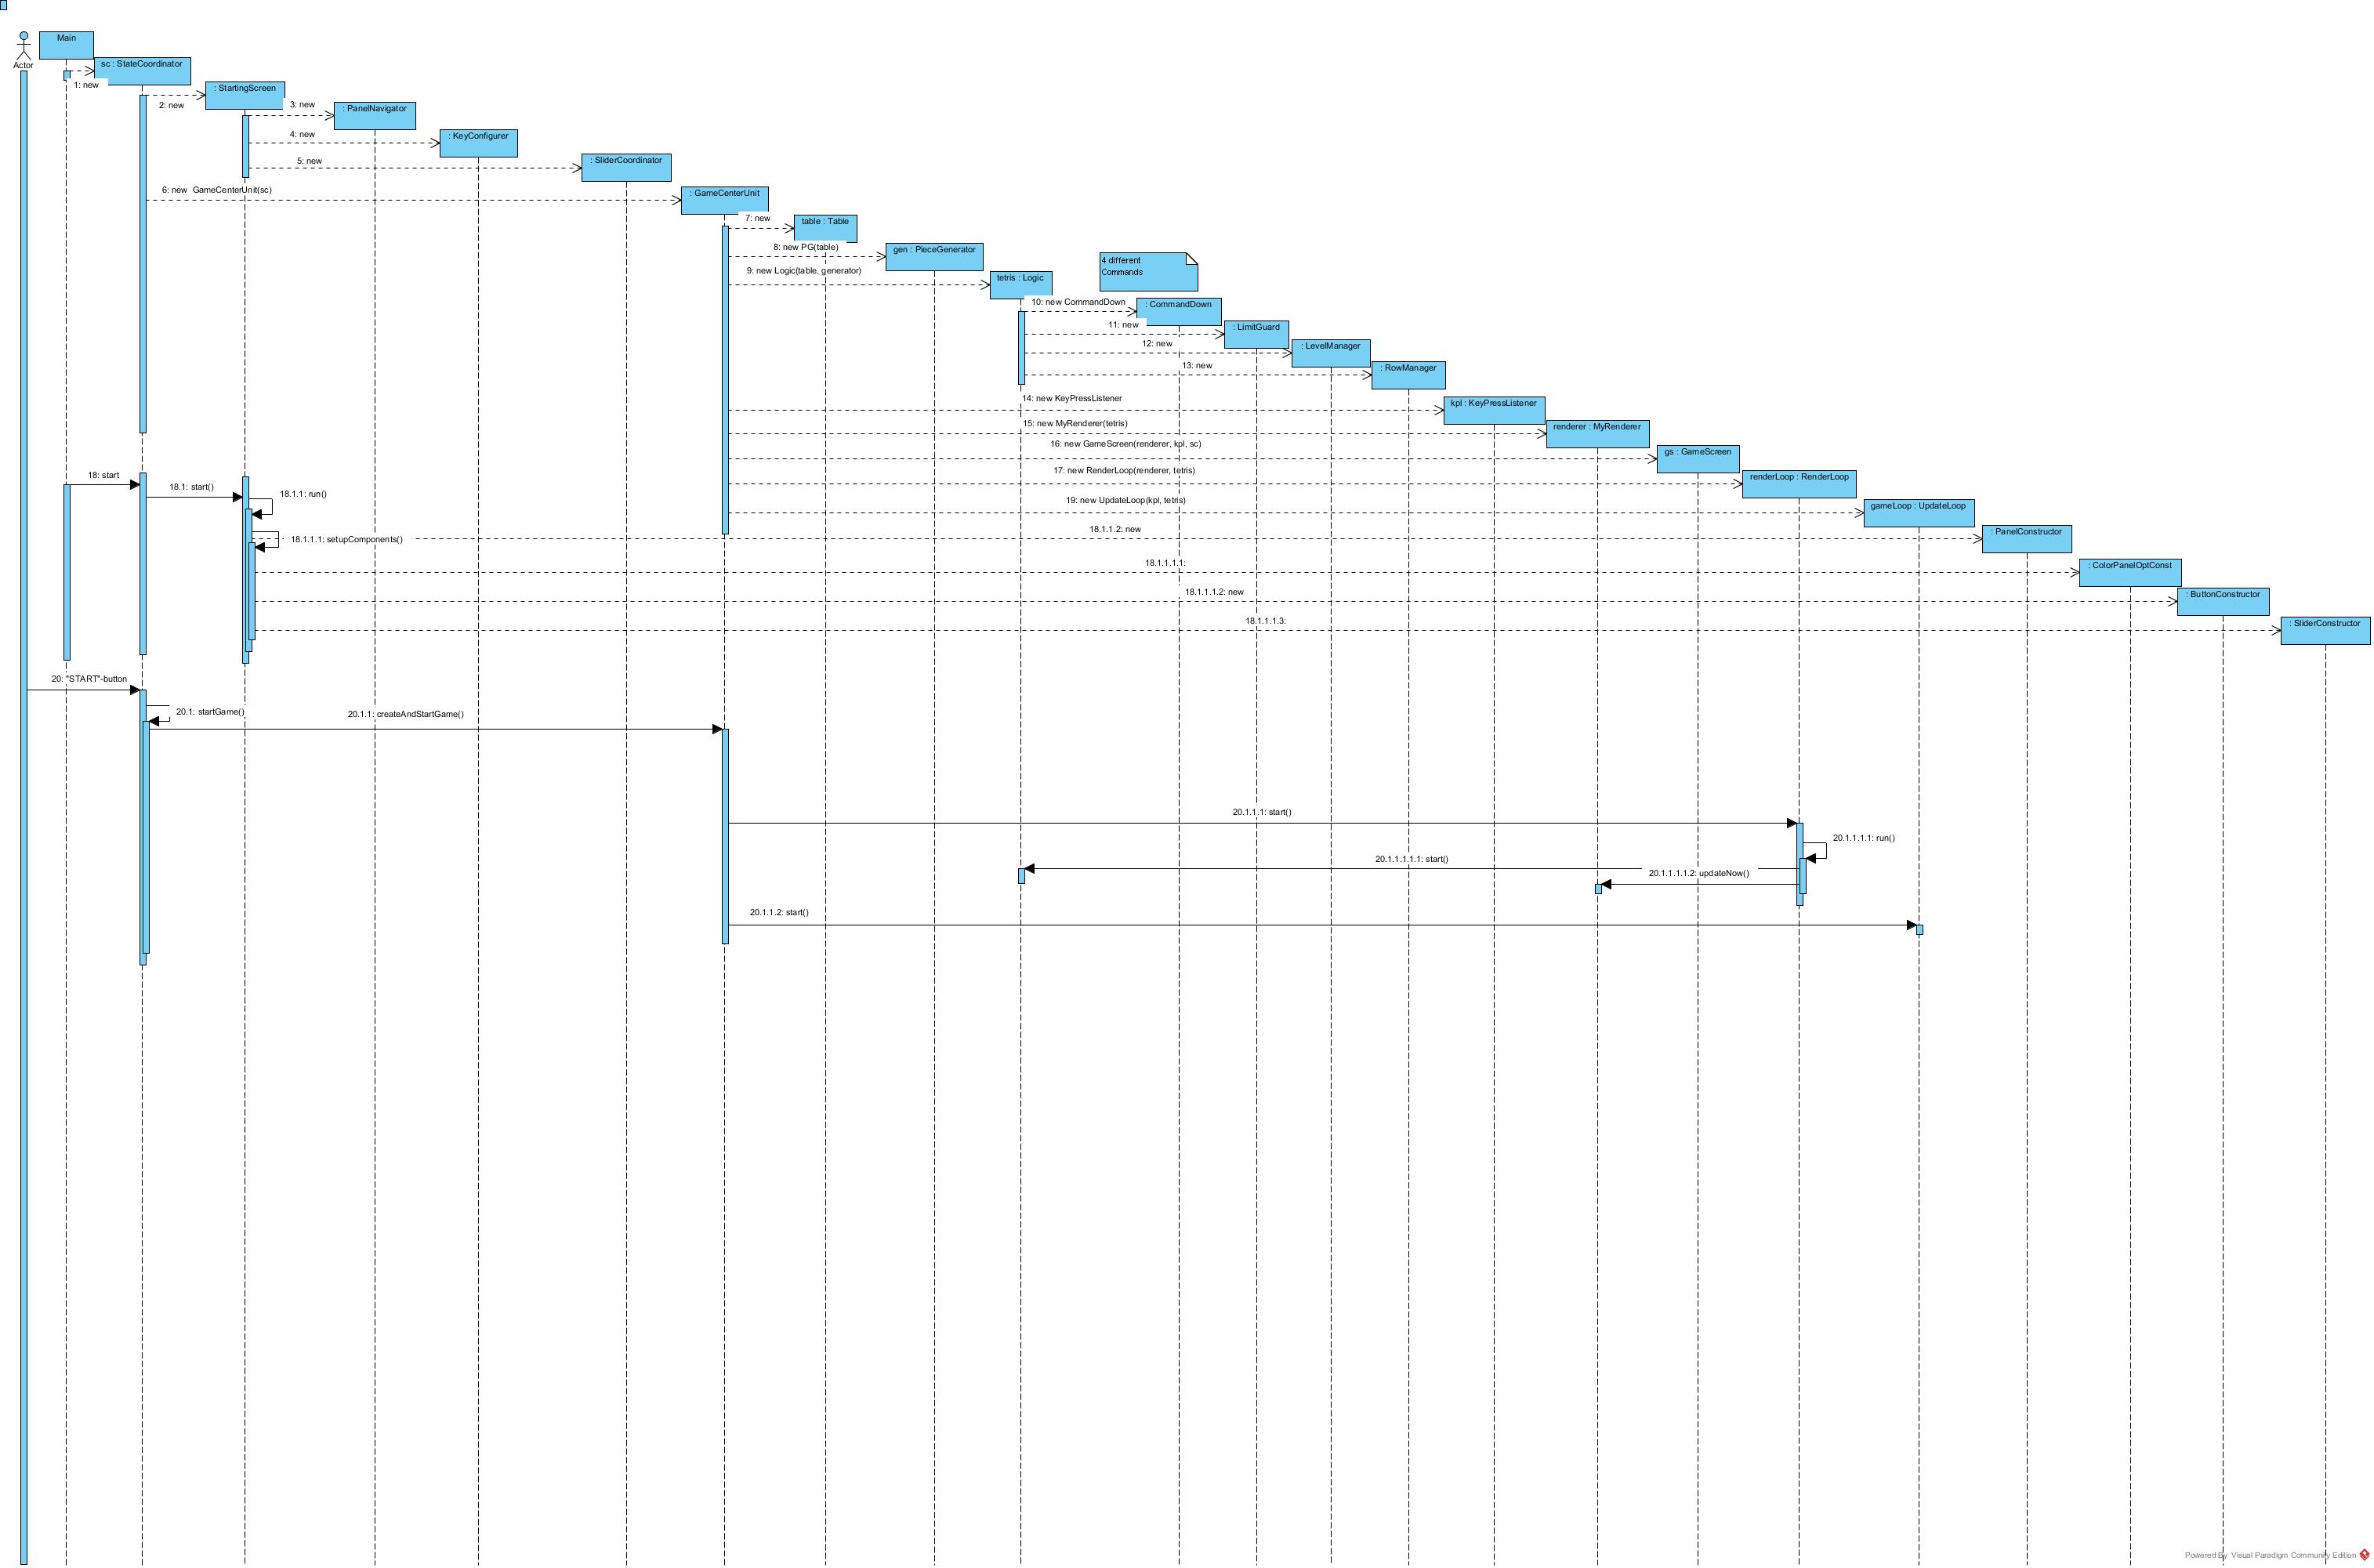 Main
Actor
sc : StateCoordinator
1: new
: StartingScreen
2: new
3: new
: PanelNavigator
4: new
: KeyConfigurer
5: new
: SliderCoordinator
6: new  GameCenterUnit(sc)
: GameCenterUnit
7: new
table : Table
8: new PG(table)
gen : PieceGenerator
4 different
Commands
9: new Logic(table, generator)
tetris : Logic
10: new CommandDown
: CommandDown
11: new
: LimitGuard
12: new
: LevelManager
13: new
: RowManager
14: new KeyPressListener
kpl : KeyPressListener
15: new MyRenderer(tetris)
renderer : MyRenderer
16: new GameScreen(renderer, kpl, sc)
gs : GameScreen
17: new RenderLoop(renderer, tetris)
renderLoop : RenderLoop
18: start
18.1: start()
18.1.1: run()
19: new UpdateLoop(kpl, tetris)
gameLoop : UpdateLoop
18.1.1.2: new
: PanelConstructor
18.1.1.1: setupComponents()
18.1.1.1.1:
: ColorPanelOptConst
18.1.1.1.2: new
: ButtonConstructor
18.1.1.1.3:
: SliderConstructor
20: "START"-button
20.1: startGame()
20.1.1: createAndStartGame()
20.1.1.1: start()
20.1.1.1.1: run()
20.1.1.1.1.1: start()
20.1.1.1.1.2: updateNow()
20.1.1.2: start()
Powered By  Visual Paradigm Community Edition